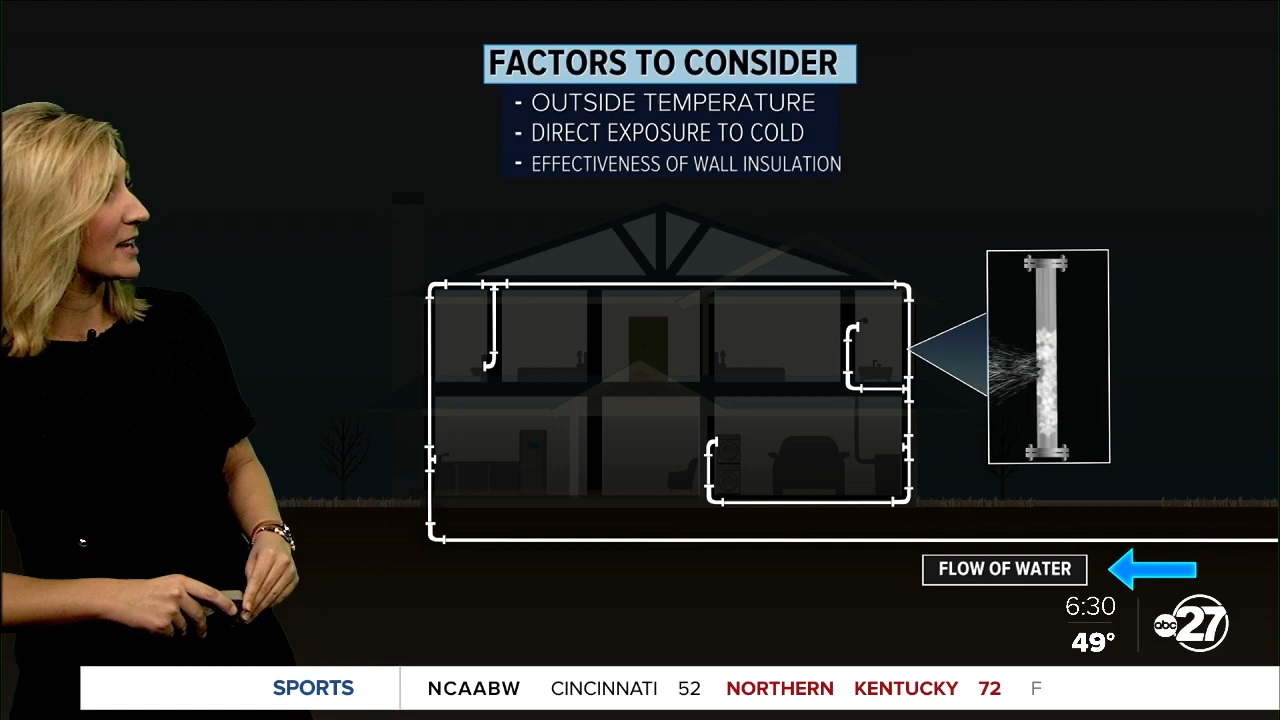 FACTORS TO CONSIDER
- OUTSIDE TEMPERATURE
- DIRECT EXPOSURE TO COLD
- EFFECTIVENESS OF WALL INSULATION
FLOW OF WATER
6:30
49°
abc 27
SPORTS NCAABW CINCINNATI 52 NORTHERN KENTUCKY 72 F